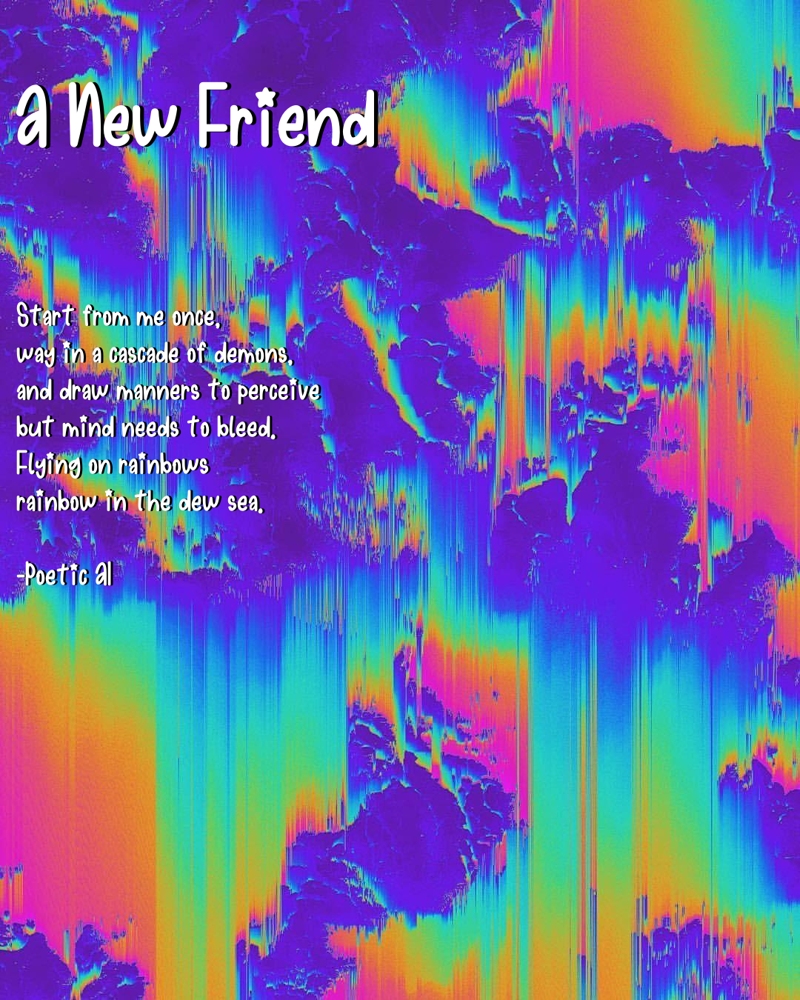 a New Friend
Start from me once,
way in a cascade of demons,
and draw manners to perceive
but mind needs to bleed.
Flying on rainbows
rainbow in the dew sea.
-Poetic aI